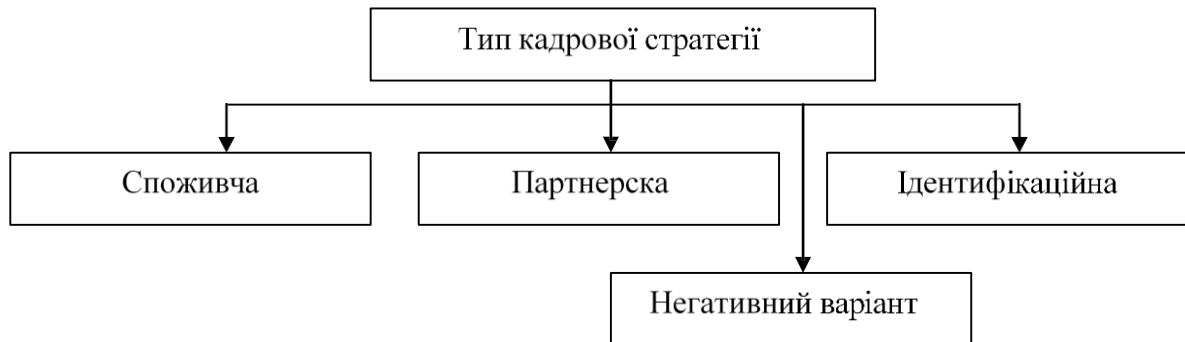 Тип кадрової стратегії
Споживча
Партнерска
Ідентифікаційна
Негативний варіант